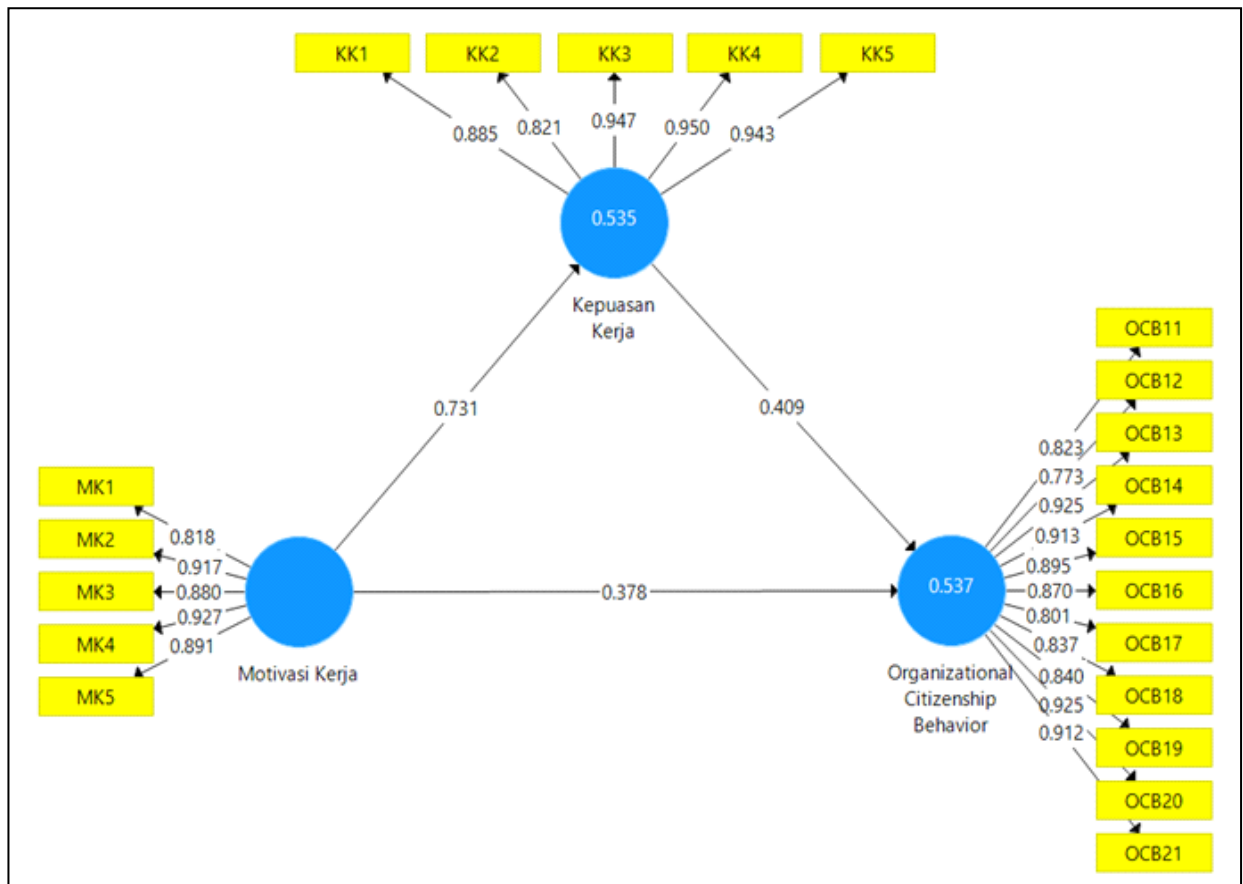 KK1 KK2 KK3 KK4 KK5
0.885 0.821 0.947 0.950 0.943
0.535
Kepuasan
Kerja
0.731
0.409
MK1
MK2
MK3
MK4
MK5
0.818
0.917
0.880
0.927
0.891
Motivasi Kerja
0.378
0.537
Organizational
Citizenship
Behavior
0.823
0.773
0.925
0.913
0.895
0.870
0.801
0.837
0.840
0.925
0.912
OCB11
OCB12
OCB13
OCB14
OCB15
OCB16
OCB17
OCB18
OCB19
OCB20
OCB21